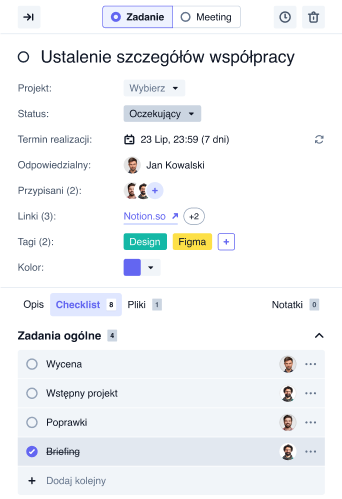 Zadanie Meeting
Ustalenie szczegółów współpracy
Projekt: Wybierz
Status: Oczekujący
Termin realizacji: 23 Lip, 23:59 (7 dni)
Odpowiedzialny: Jan Kowalski
Przypisani (2): +
Linki (3): Notion.so +2
Tagi (2): Design Figma +
Kolor:
Opis Checklist 8 Pliki 1 Notatki 0
Zadania ogólne 4
Wycena
Wstępny projekt
Poprawki
Briefing
+ Dodaj kolejny